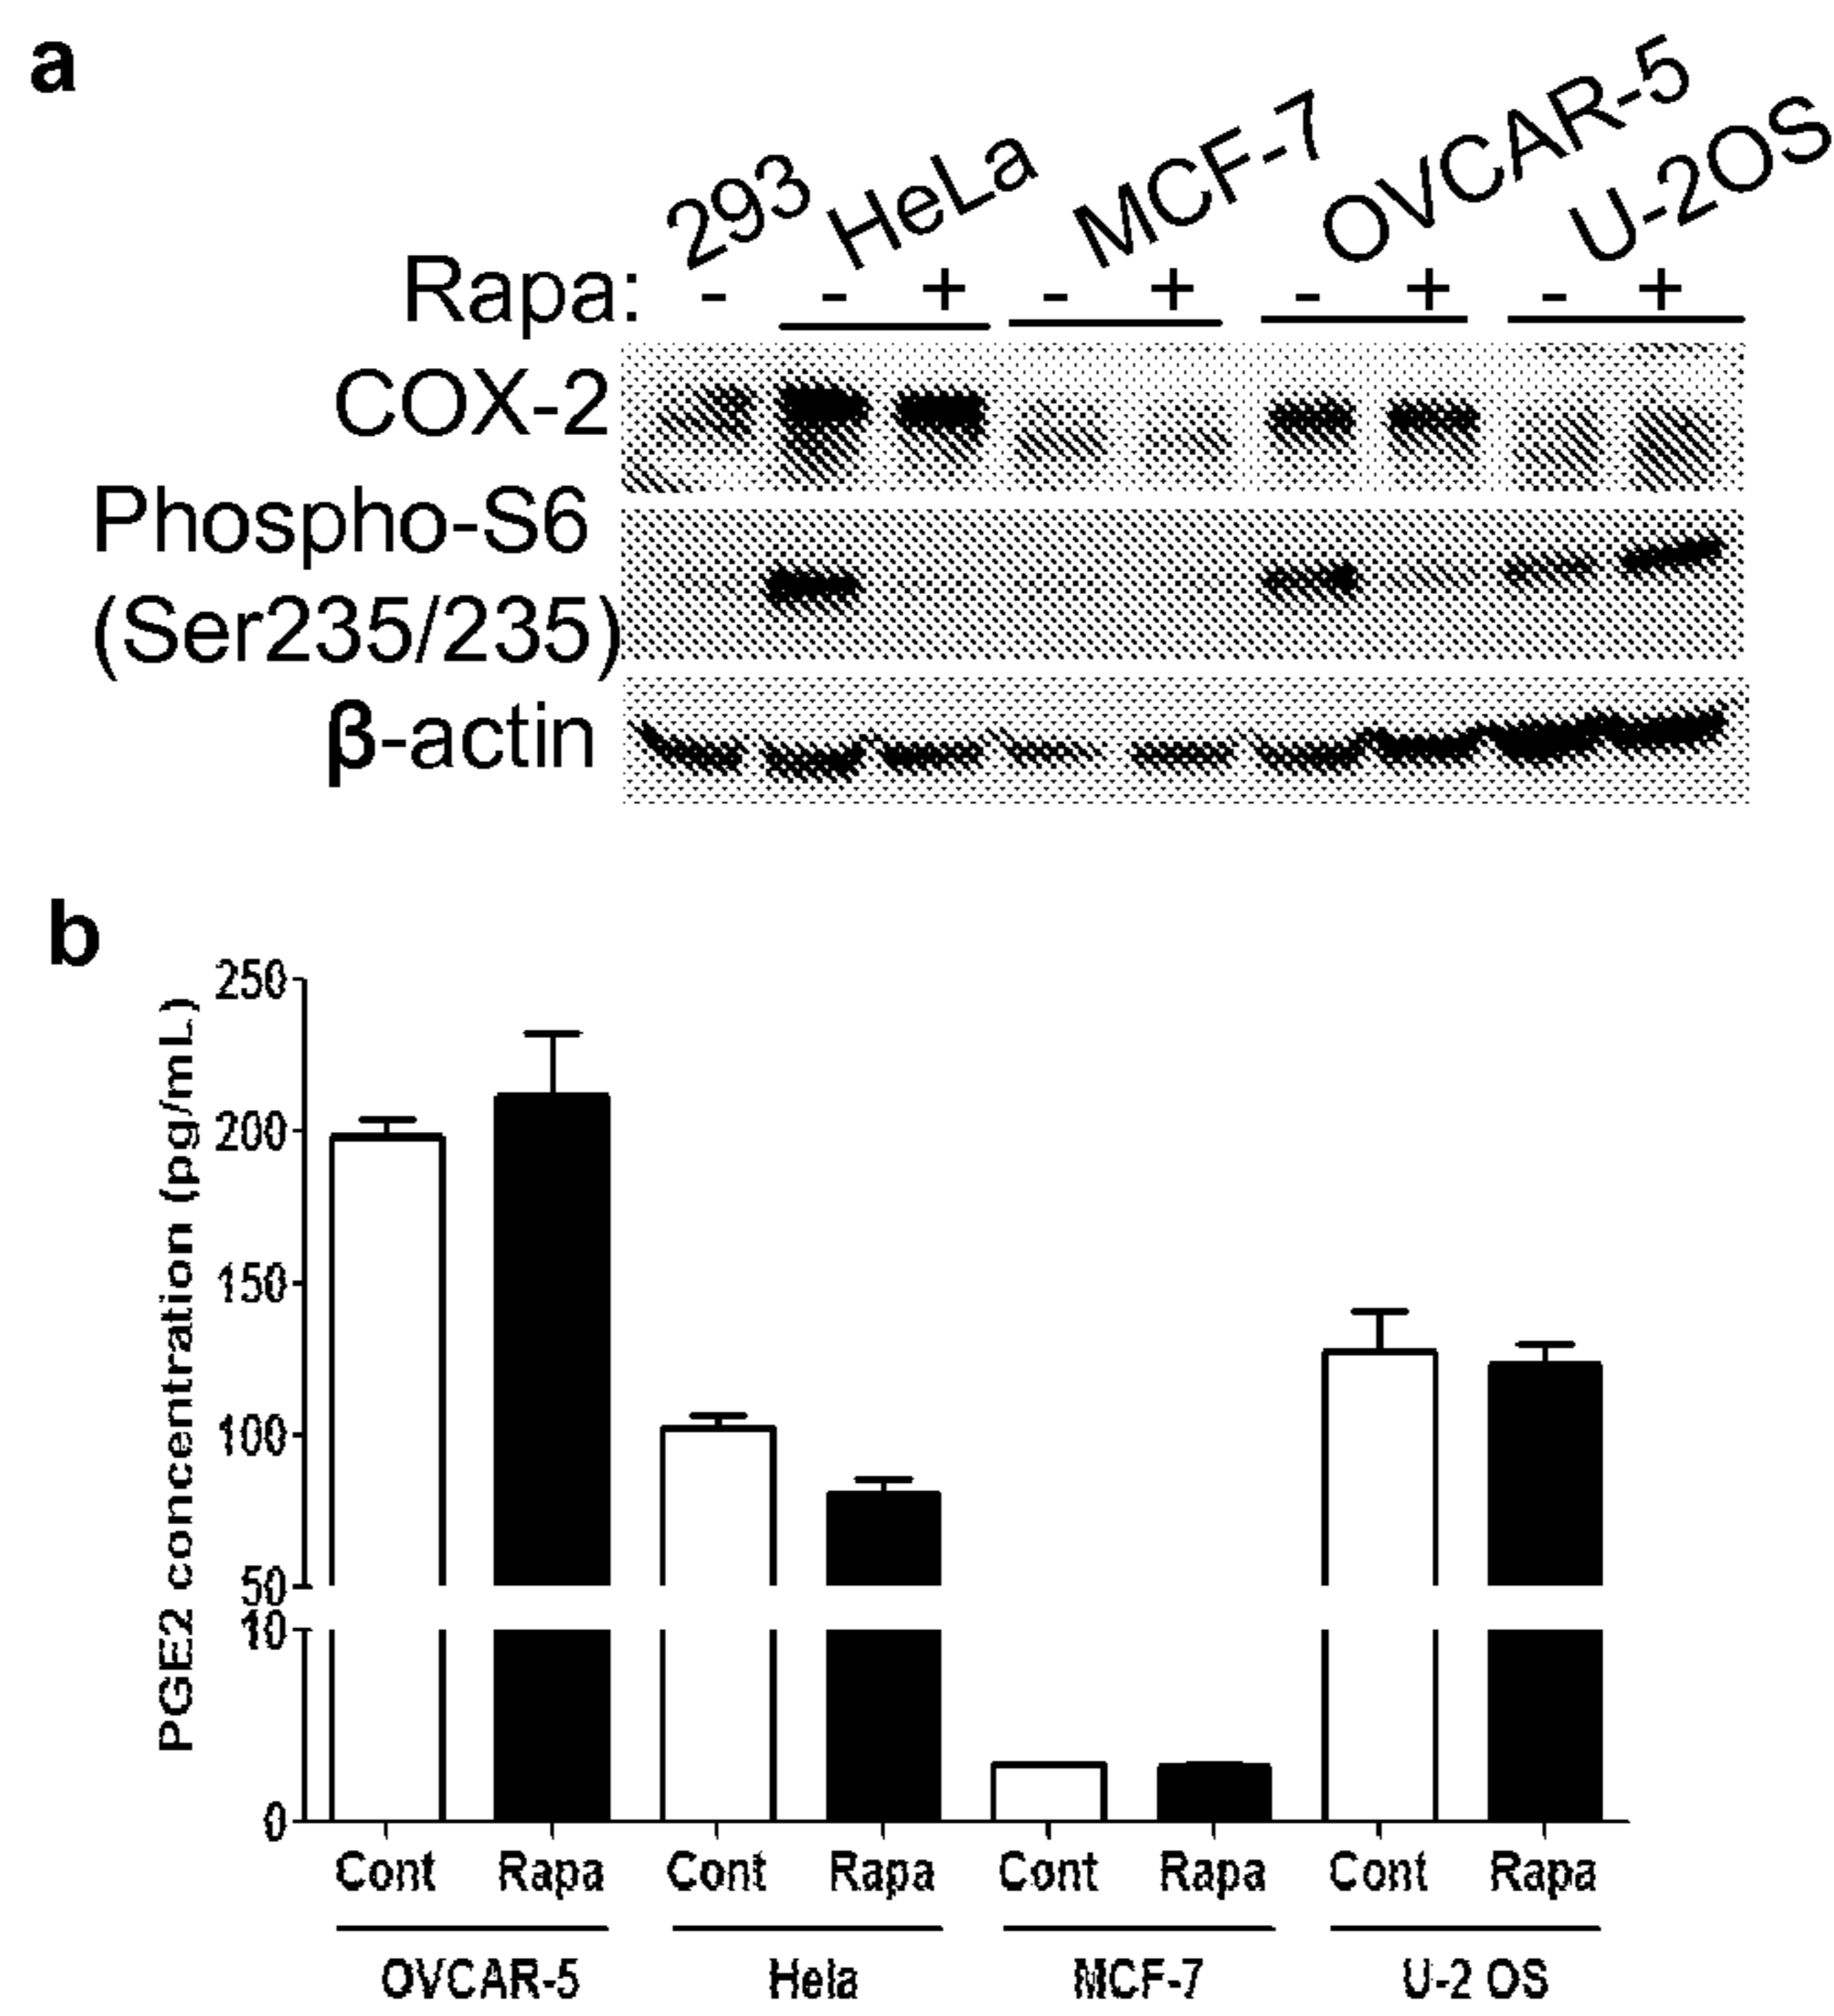 a
293 HeLa MCF-7 OVCAR-5 U-2OS
Rapa: - - + - + - + - +
COX-2
Phospho-S6
(Ser235/235)
β-actin
b
PGE2 concentration (pg/mL)
250
200
150
100
50
10
0
Cont Rapa Cont Rapa Cont Rapa Cont Rapa
OVCAR-5 Hela MCF-7 U-2 OS